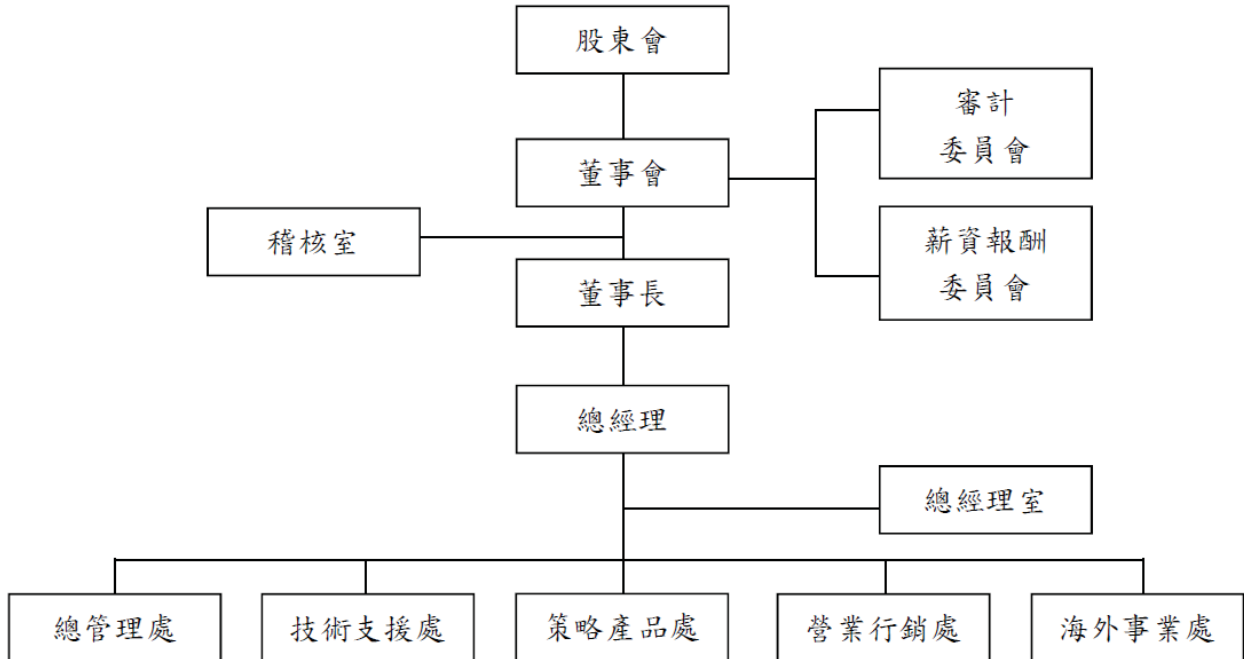 股東會
審計
委員會
董事會
稽核室
薪資報酬
委員會
董事長
總經理
總經理室
總管理處
技術支援處
策略產品處
營業行銷處
海外事業處